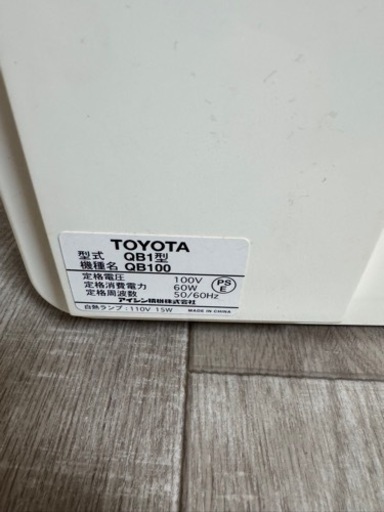 TOYOTA
型式 QB1型
機種名 QB100
定格電圧 100V
定格消費電力 60W
定格周波数 50/60Hz
PS
E
アイシン精機株式会社
白熱ランプ:110V 15W MADE IN CHINA